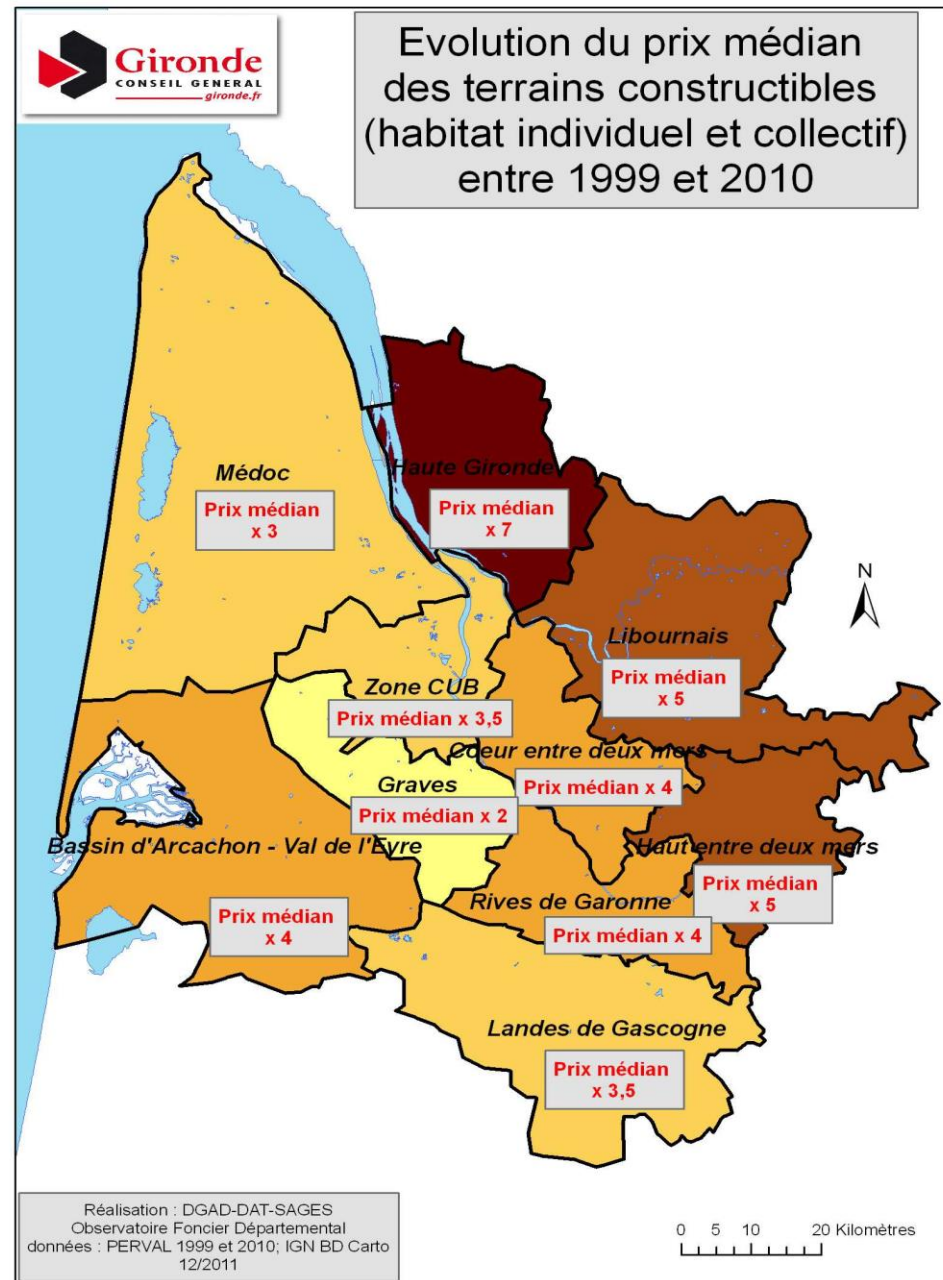 Gironde
CONSEIL GENERAL
gironde.fr
Evolution du prix médian
des terrains constructibles
(habitat individuel et collectif)
entre 1999 et 2010
Médoc
Prix médian
x 3
Haute Gironde
Prix médian
x 7
N
Libournais
Prix médian
x 5
Zone CUB
Prix médian x 3,5
Coeur entre deux mers
Prix médian x 4
Graves
Prix médian x 2
Bassin d'Arcachon - Val de l'Eyre
Prix médian
x 4
Haut entre deux mers
Prix médian
x 5
Rives de Garonne
Prix médian x 4
Landes de Gascogne
Prix médian
x 3,5
Réalisation : DGAD-DAT-SAGES
Observatoire Foncier Départemental
données : PERVAL 1999 et 2010; IGN BD Carto
12/2011
0 5 10 20 Kilomètres